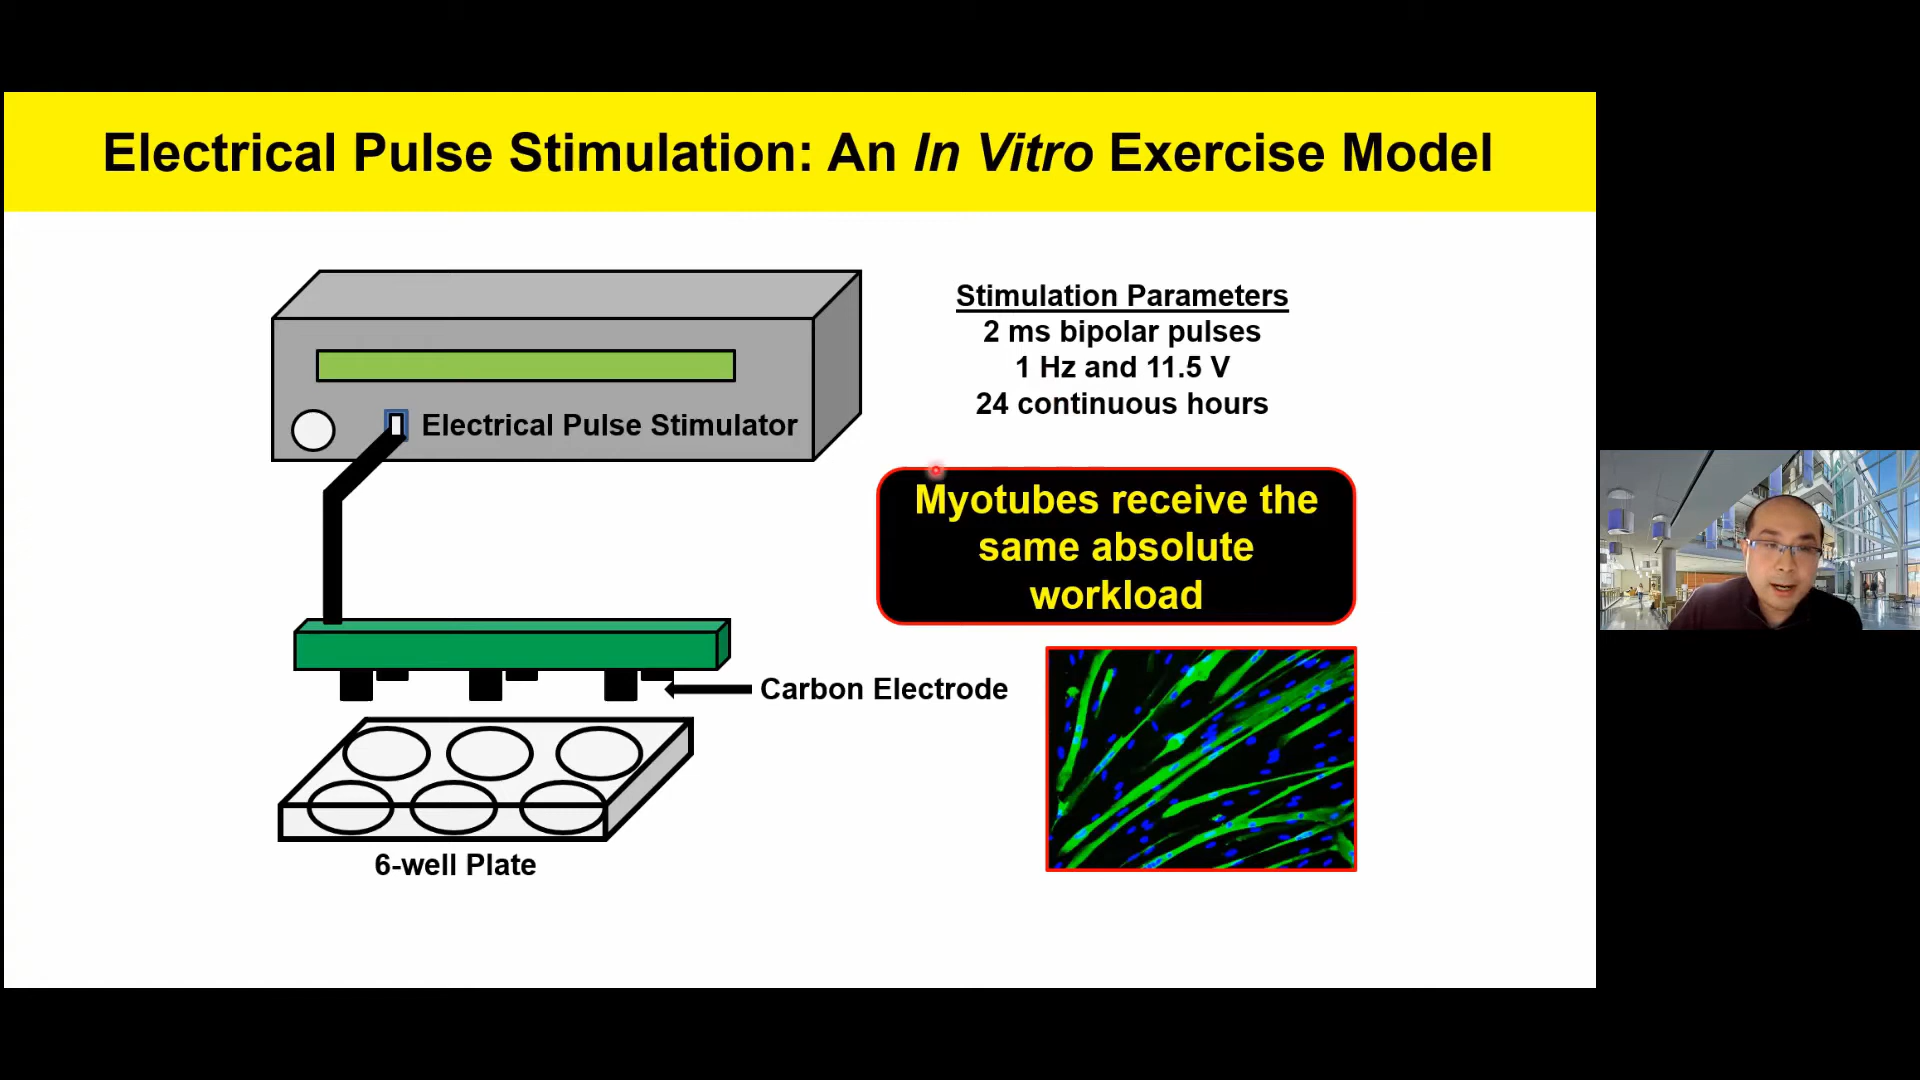 Electrical Pulse Stimulation: An In Vitro Exercise Model
Stimulation Parameters
2 ms bipolar pulses
1 Hz and 11.5 V
24 continuous hours
Electrical Pulse Stimulator
Myotubes receive the
same absolute
workload
Carbon Electrode
6-well Plate